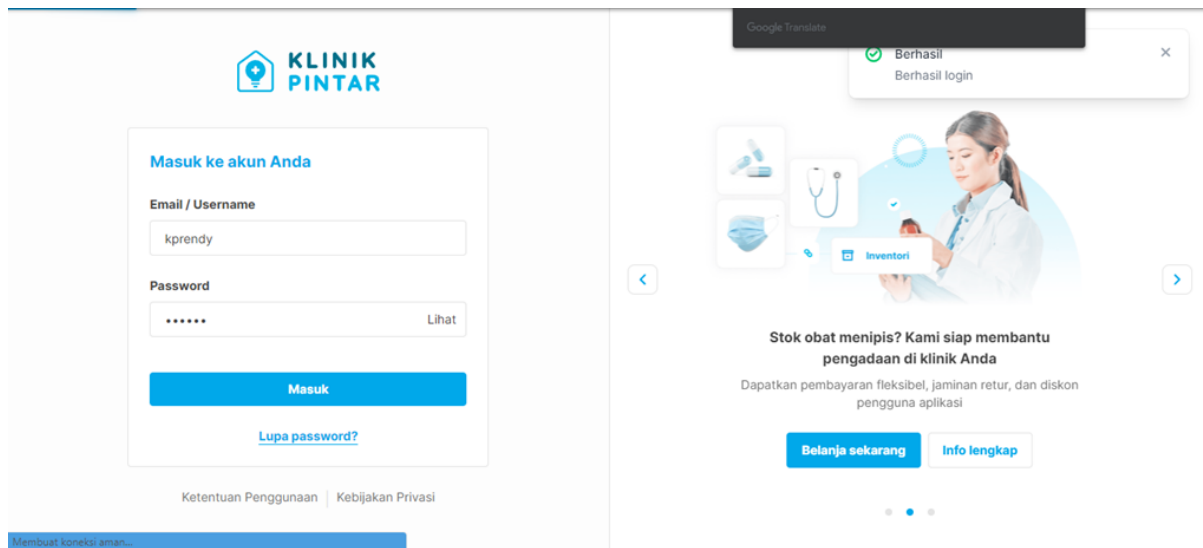 KLINIK
PINTAR
Masuk ke akun Anda
Email / Username
kprendy
Password
••••••
Lihat
Masuk
Lupa password?
Ketentuan Penggunaan
Kebijakan Privasi
Membuat koneksi aman...
Google Translate
Berhasil
Berhasil login
Inventori
Stok obat menipis? Kami siap membantu
pengadaan di klinik Anda
Dapatkan pembayaran fleksibel, jaminan retur, dan diskon
pengguna aplikasi
Belanja sekarang
Info lengkap